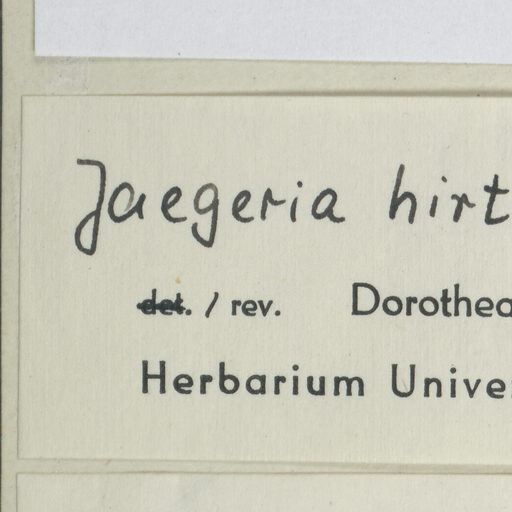 Jaegeria hirt
det. / rev. Dorothea
Herbarium Unive